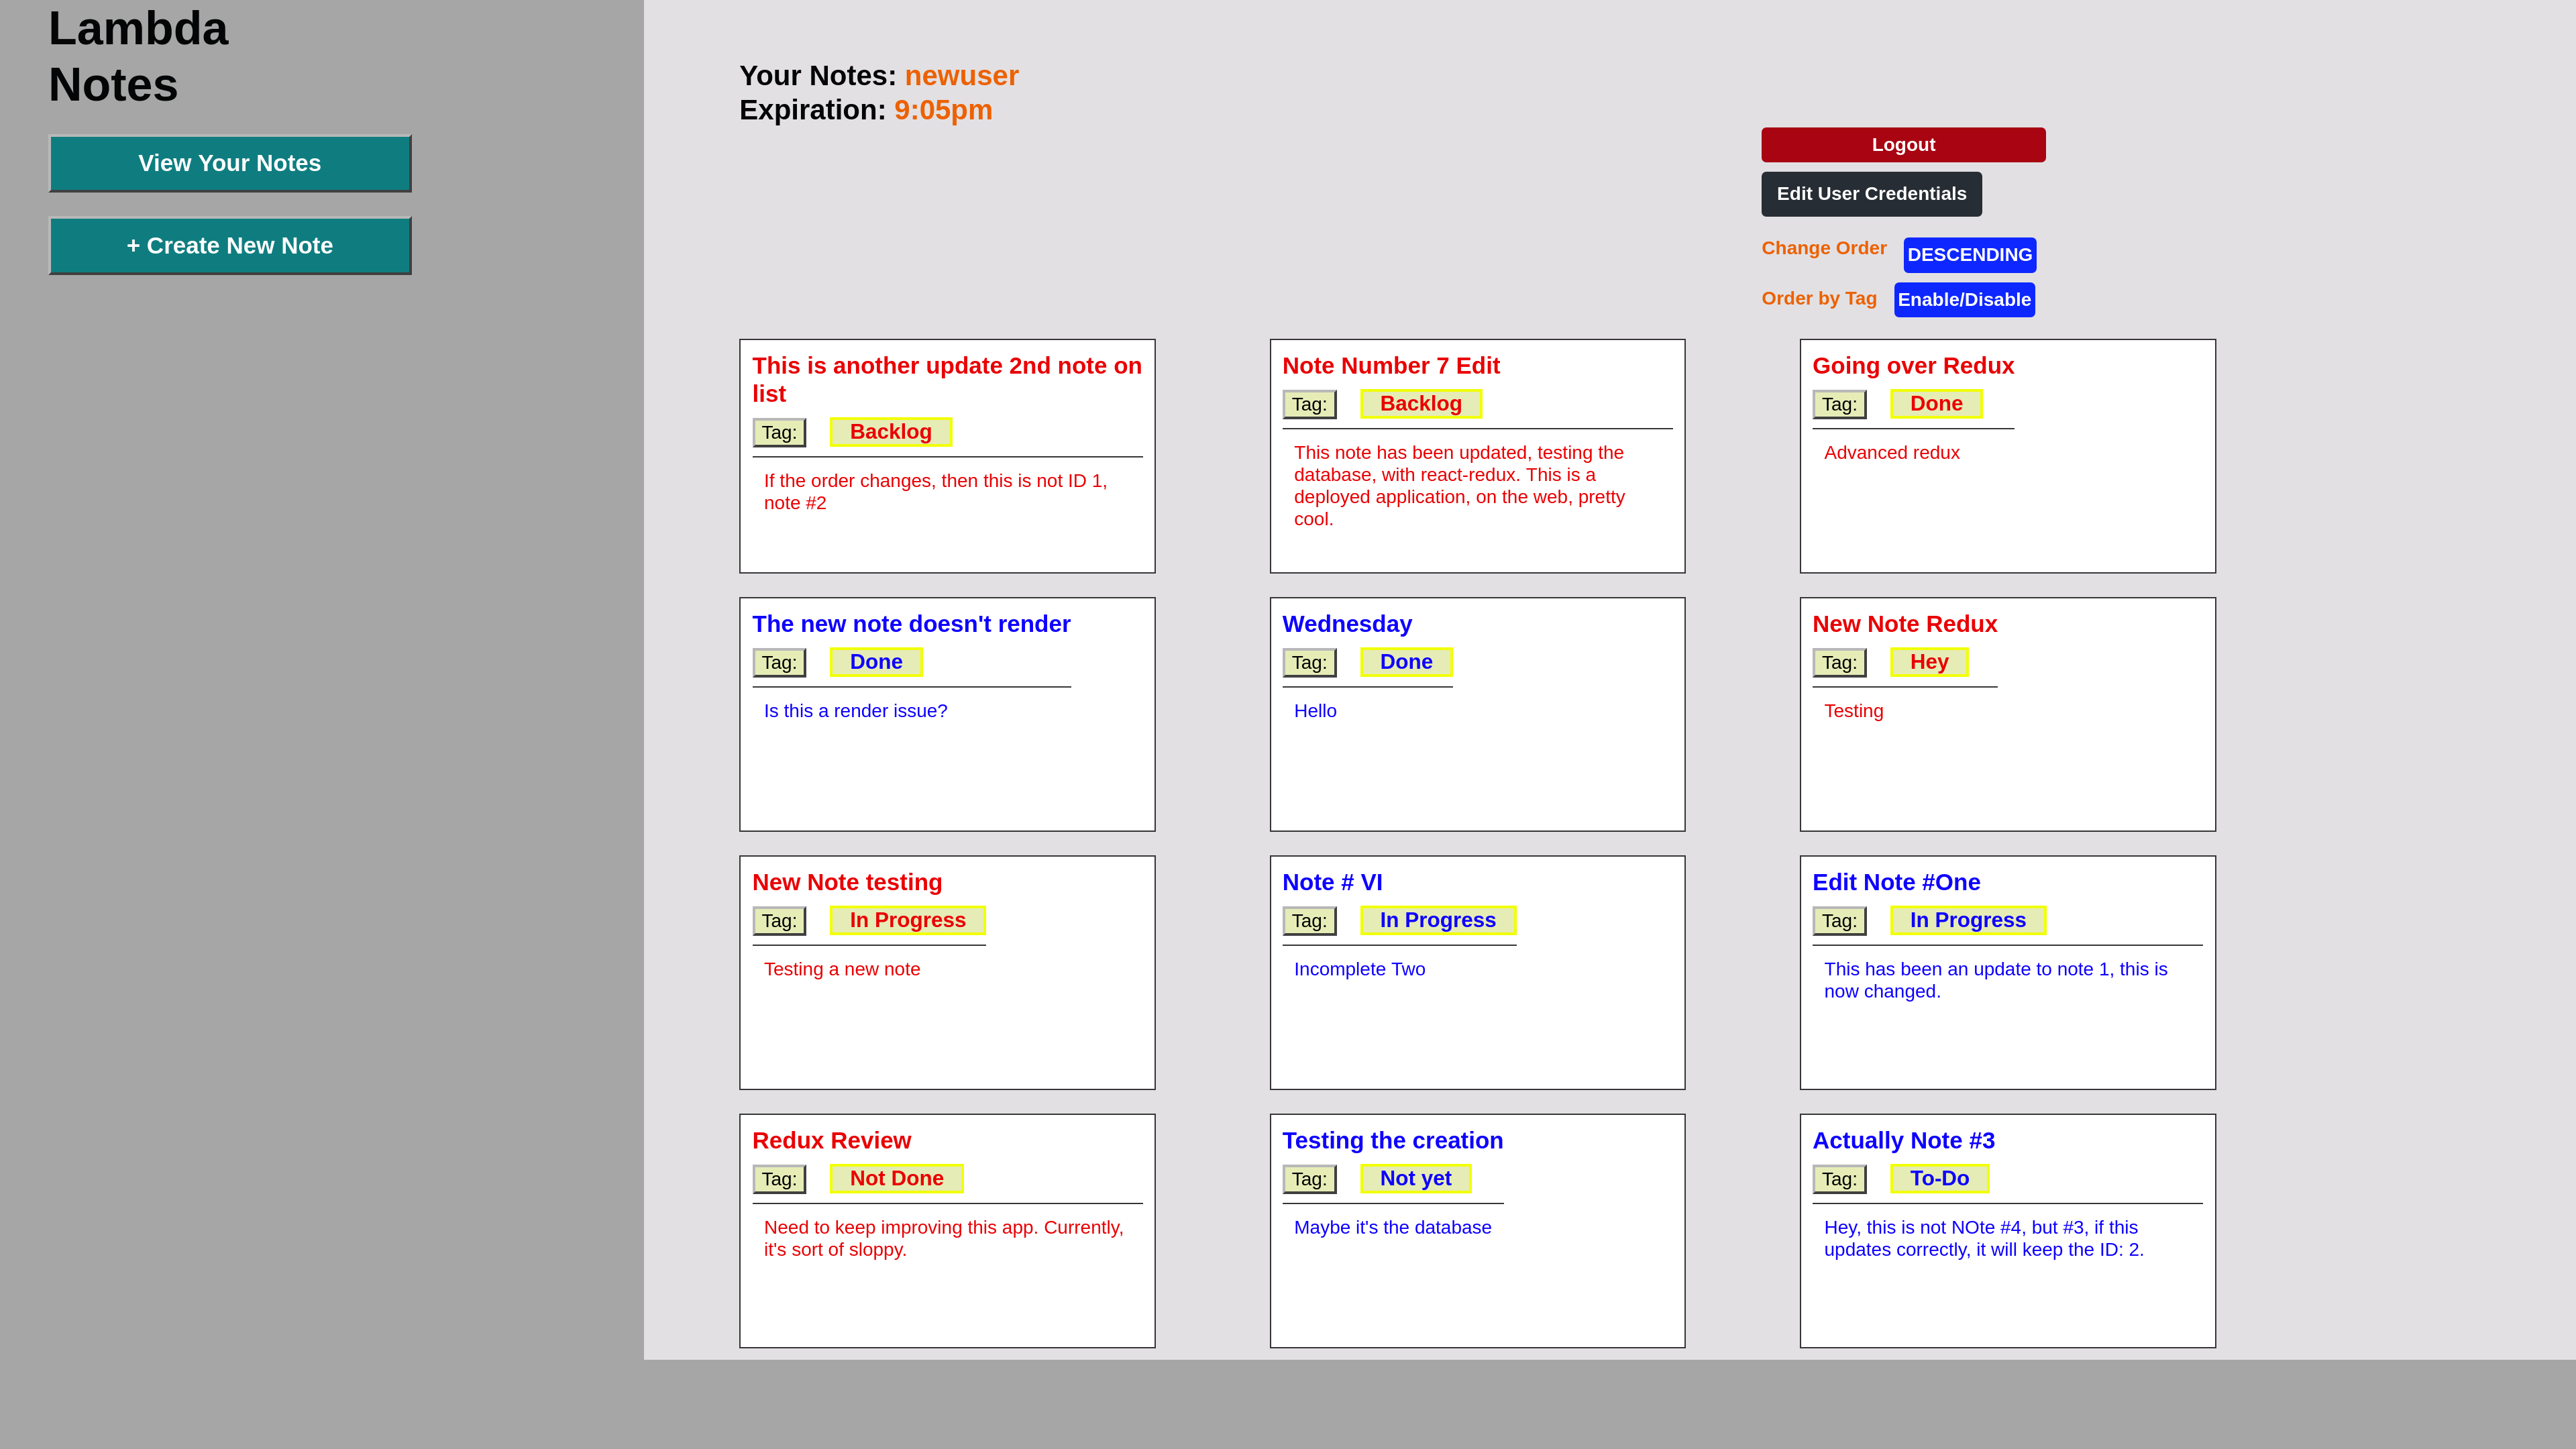 Lambda
Notes
View Your Notes
+ Create New Note
Your Notes: newuser
Expiration: 9:05pm
Logout
Edit User Credentials
Change Order DESCENDING
Order by Tag Enable/Disable
This is another update 2nd note on
list
Tag: Backlog
If the order changes, then this is not ID 1,
note #2
Note Number 7 Edit
Tag: Backlog
This note has been updated, testing the
database, with react-redux. This is a
deployed application, on the web, pretty
cool.
Going over Redux
Tag: Done
Advanced redux
The new note doesn't render
Tag: Done
Is this a render issue?
Wednesday
Tag: Done
Hello
New Note Redux
Tag: Hey
Testing
New Note testing
Tag: In Progress
Testing a new note
Note # VI
Tag: In Progress
Incomplete Two
Edit Note #One
Tag: In Progress
This has been an update to note 1, this is
now changed.
Redux Review
Tag: Not Done
Need to keep improving this app. Currently,
it's sort of sloppy.
Testing the creation
Tag: Not yet
Maybe it's the database
Actually Note #3
Tag: To-Do
Hey, this is not NOte #4, but #3, if this
updates correctly, it will keep the ID: 2.